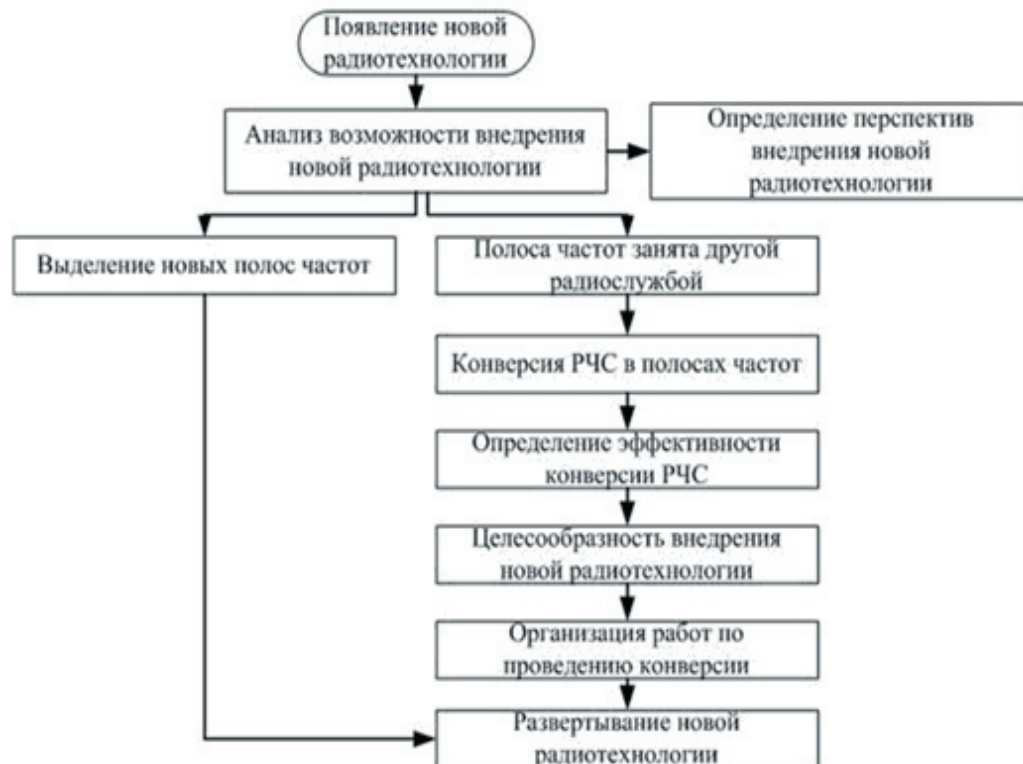 Появление новой
радиотехнологии
Анализ возможности внедрения
новой радиотехнологии
Определение перспектив
внедрения новой
радиотехнологии
Выделение новых полос частот
Полоса частот занята другой
радиослужбой
Конверсия РЧС в полосах частот
Определение эффективности
конверсии РЧС
Целесообразность внедрения
новой радиотехнологии
Организация работ по
проведению конверсии
Развертывание новой
радиотехнологии